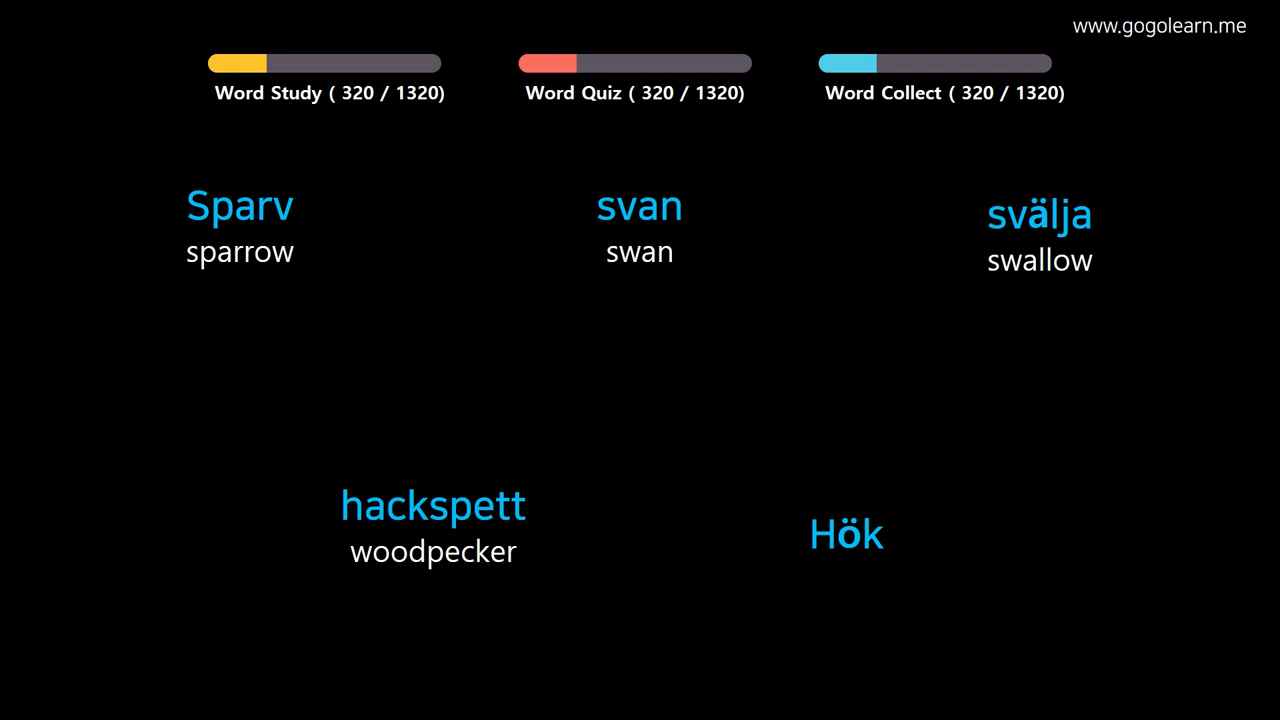 www.gogolearn.me
Word Study ( 320 / 1320)
Word Quiz ( 320 / 1320)
Word Collect ( 320 / 1320)
Sparv
sparrow
svan
swan
svälja
swallow
hackspett
woodpecker
Hök